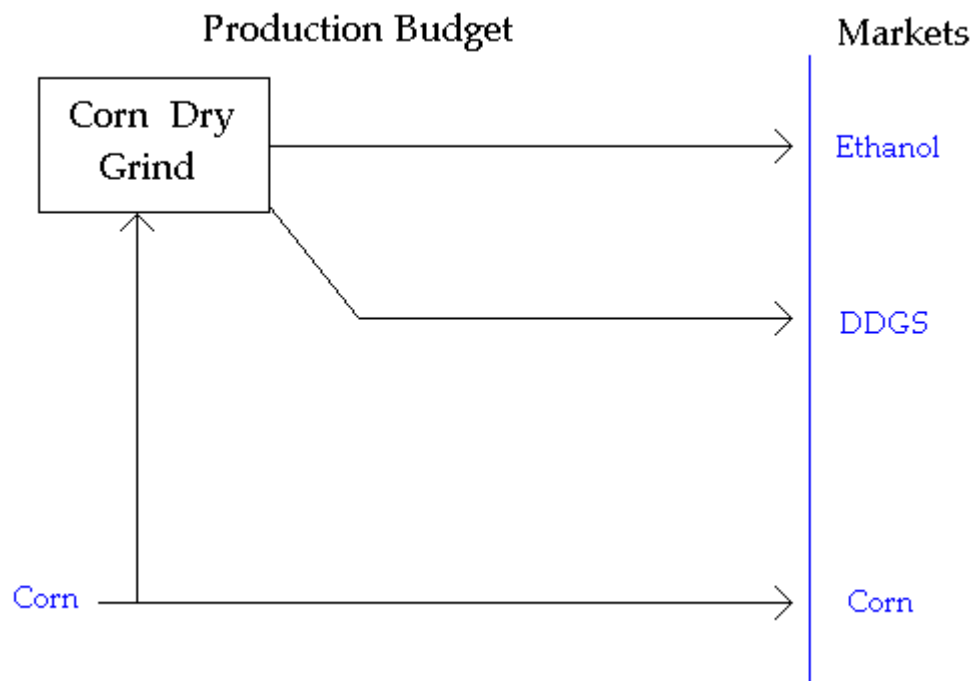 Production Budget
Markets
Corn Dry
Grind
Ethanol
DDGS
Corn
Corn